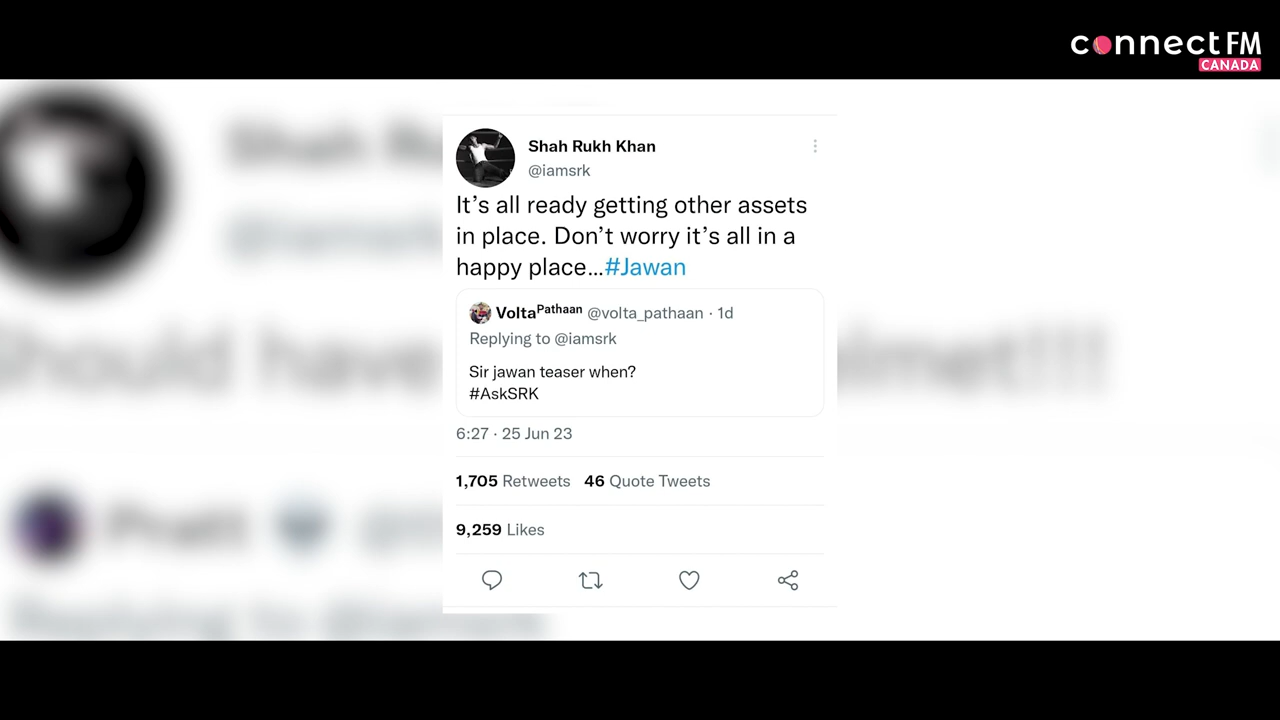 connect FM
CANADA
Shah Rukh Khan
@iamsrk
It’s all ready getting other assets
in place. Don’t worry it’s all in a
happy place...#Jawan
VoltaPathaan @volta_pathaan · 1d
Replying to @iamsrk
Sir jawan teaser when?
#AskSRK
6:27 · 25 Jun 23
1,705 Retweets 46 Quote Tweets
9,259 Likes